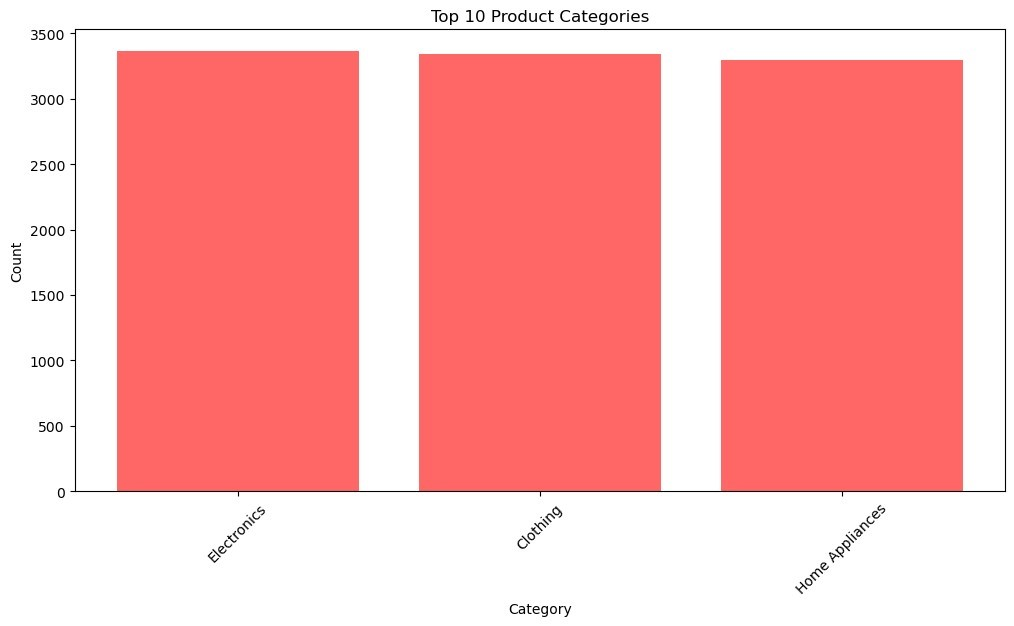 Top 10 Product Categories
3500
3000
2500
2000
1500
1000
500
0
Count
Electronics
Clothing
Home Appliances
Category